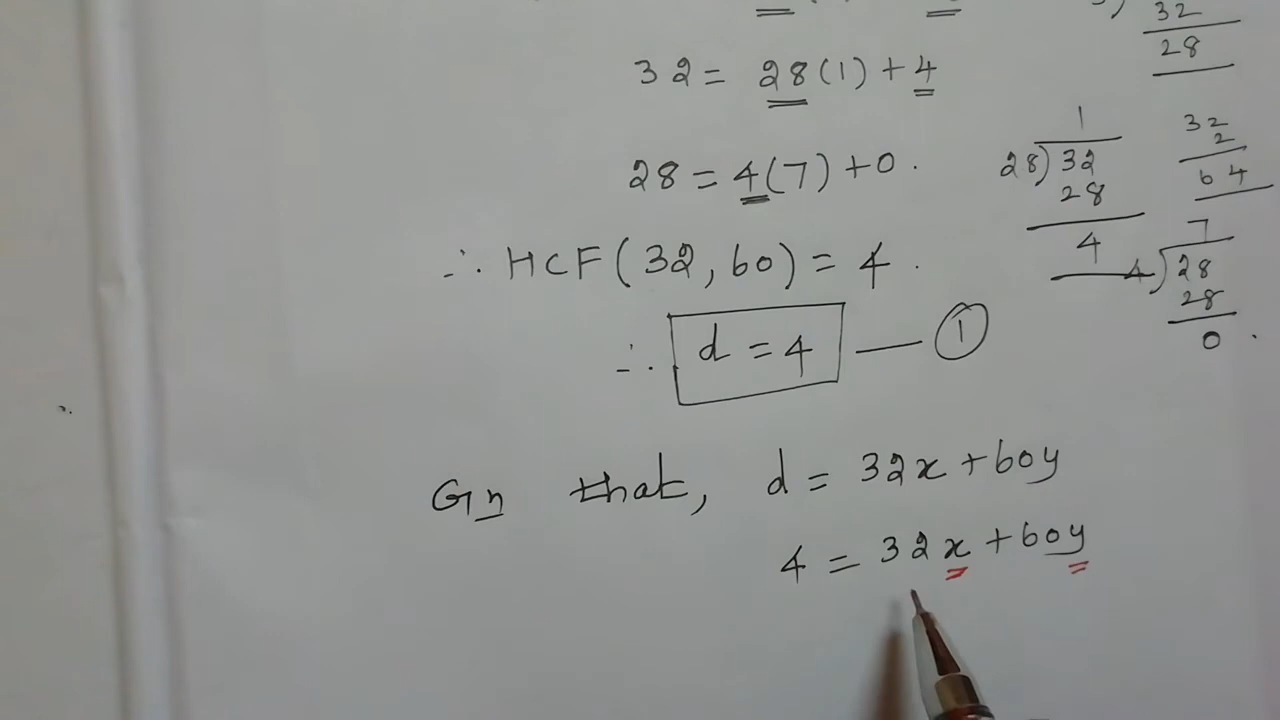 32 = 28(1) + 4
28 = 4(7) + 0.
∴ HCF(32, 60) = 4.
∴ d = 4 — ①
Gn that, d = 32x + 60y
4 = 32x + 60y
32
28
1
28)32
28
4
32
2
64
7
4)28
28
0.